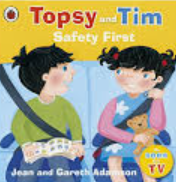 Topsy and Tim
Safety First
Jean and Gareth Adamson
TV